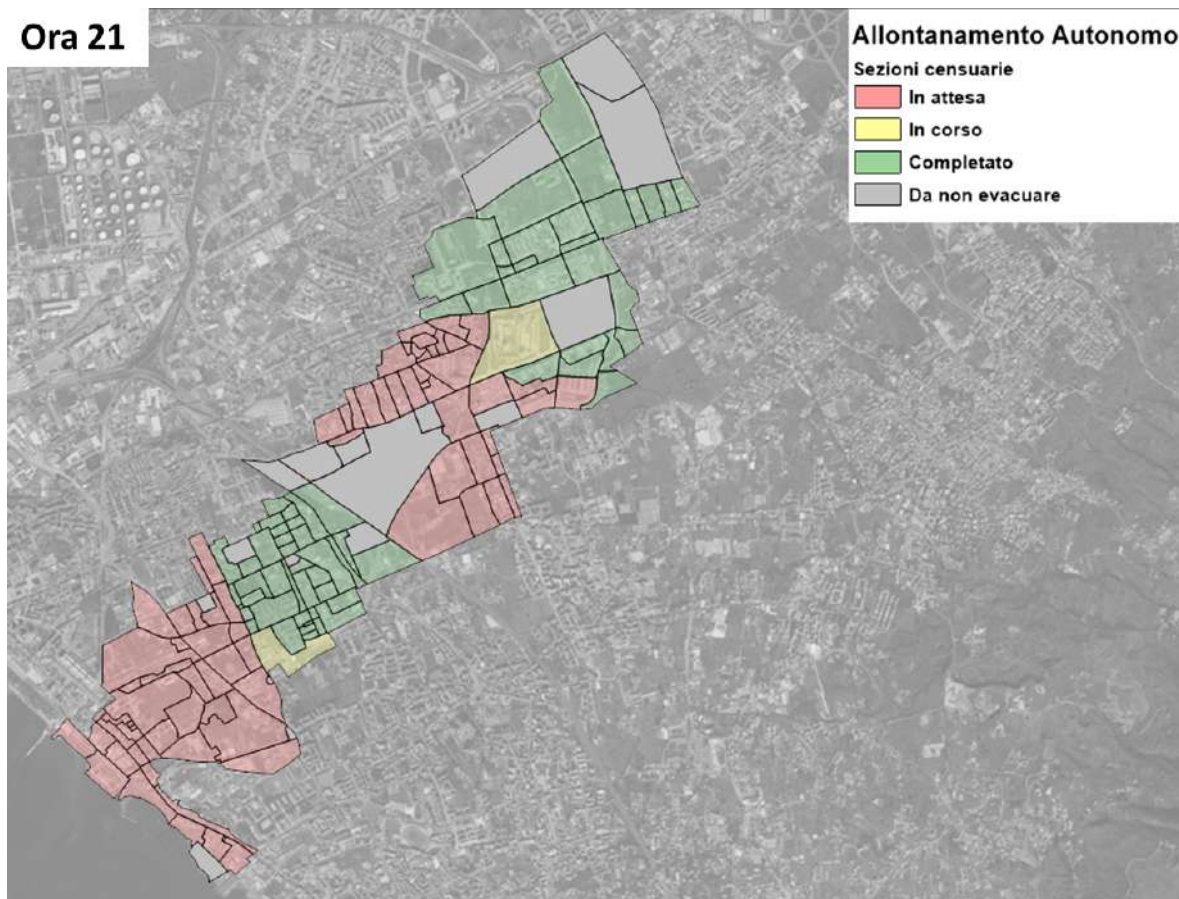 Ora 21
Allontanamento Autonomo
Sezioni censuarie
In attesa
In corso
Completato
Da non evacuare